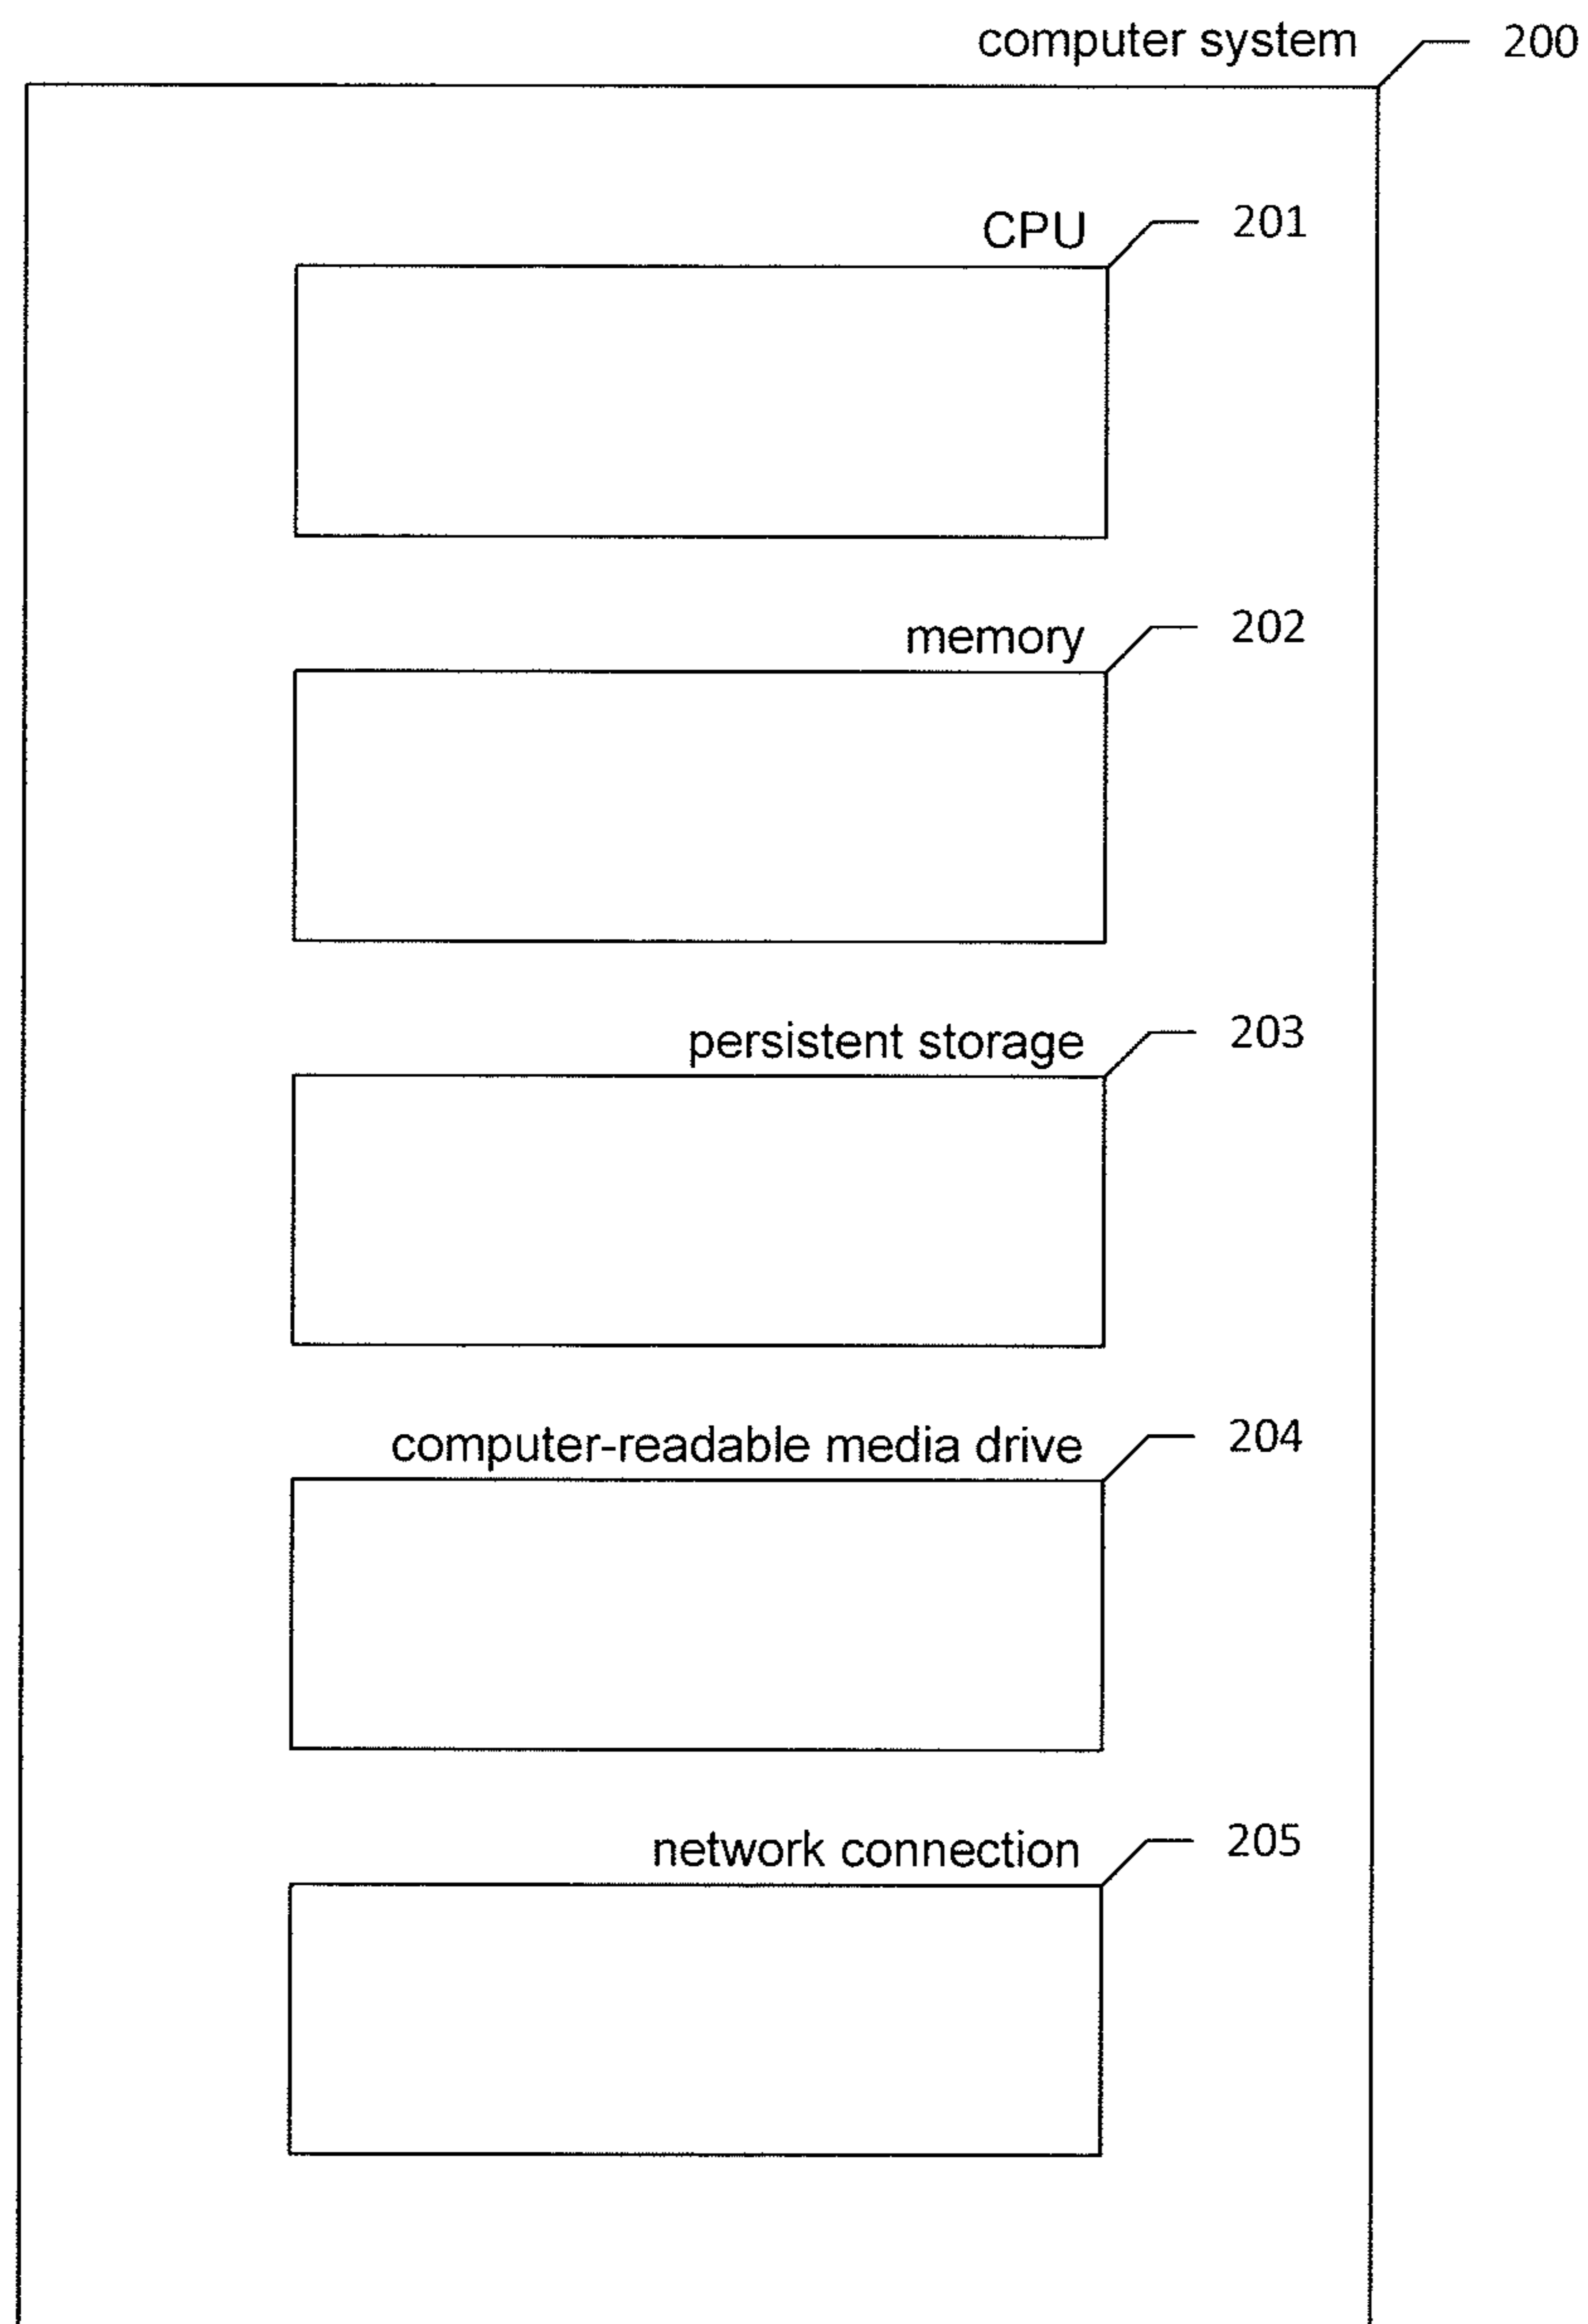 computer system 200
CPU 201
memory 202
persistent storage 203
computer-readable media drive 204
network connection 205